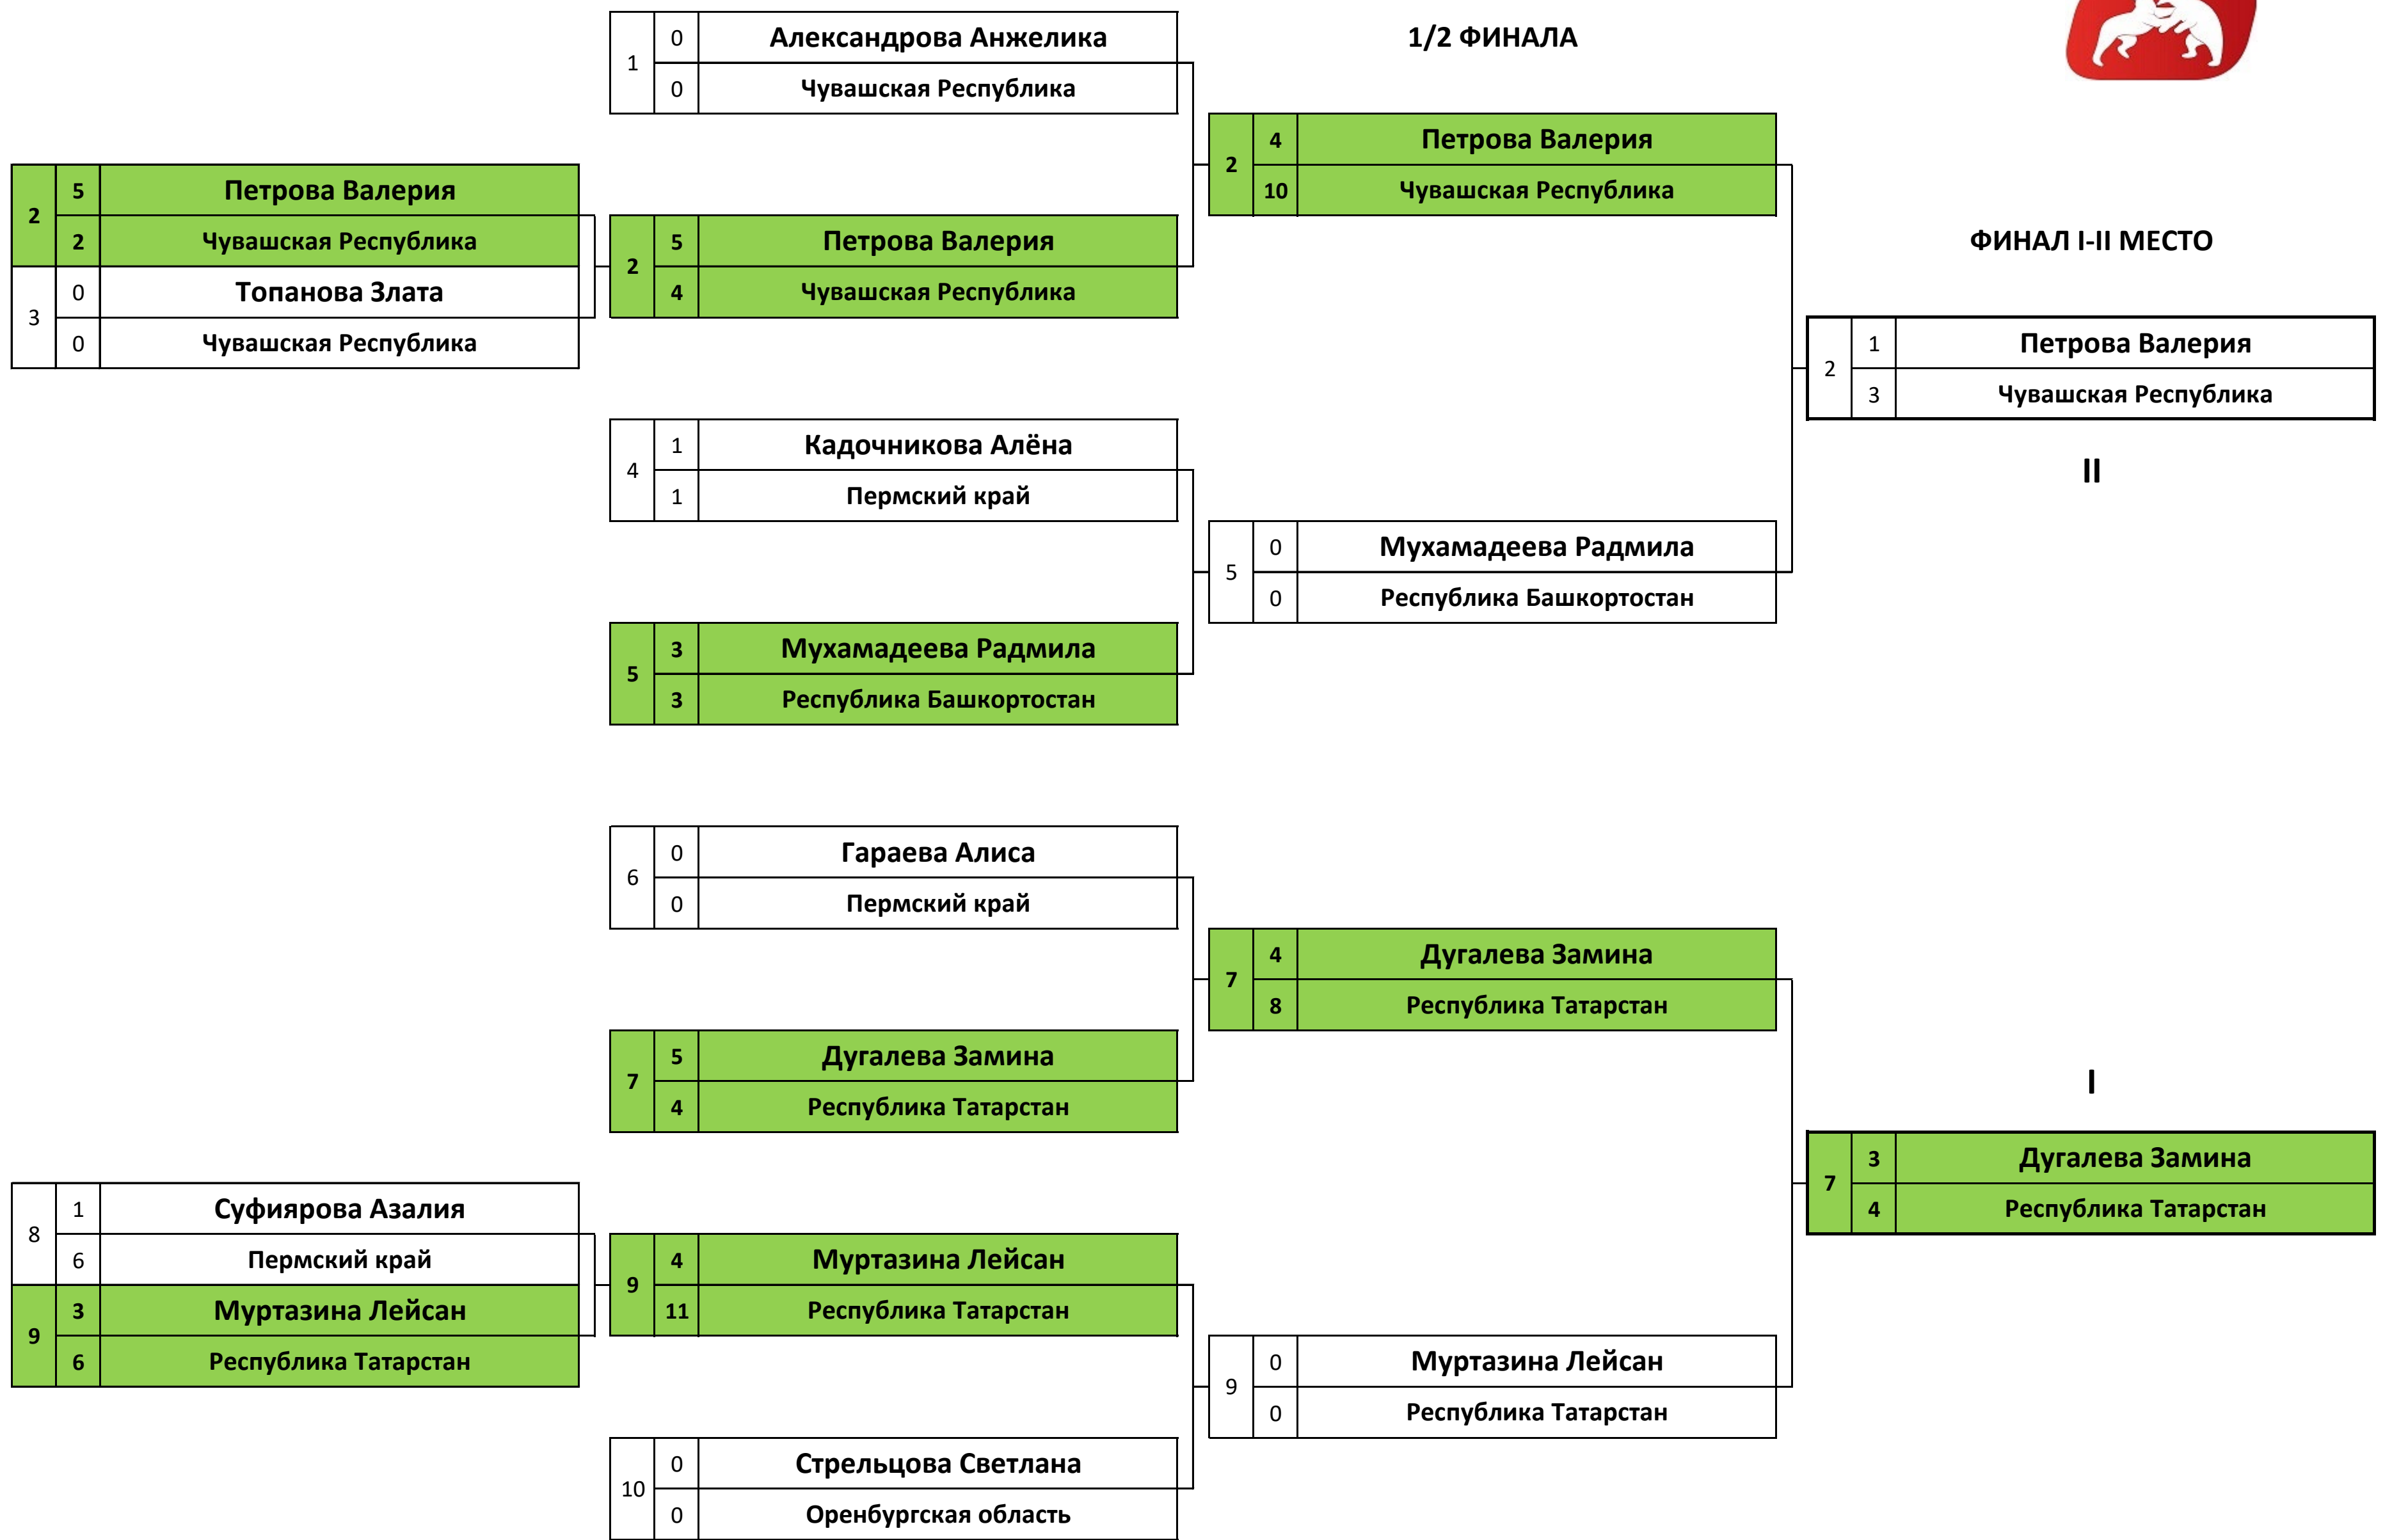 1
0
Александрова Анжелика
0
Чувашская Республика
1/2 ФИНАЛА
2
5
Петрова Валерия
2
Чувашская Республика
3
0
Топанова Злата
0
Чувашская Республика
2
5
Петрова Валерия
4
Чувашская Республика
2
4
Петрова Валерия
10
Чувашская Республика
ФИНАЛ I-II МЕСТО
2
1
Петрова Валерия
3
Чувашская Республика
II
4
1
Кадочникова Алёна
1
Пермский край
5
0
Мухамадеева Радмила
0
Республика Башкортостан
5
3
Мухамадеева Радмила
3
Республика Башкортостан
6
0
Гараева Алиса
0
Пермский край
7
4
Дугалева Замина
8
Республика Татарстан
7
5
Дугалева Замина
4
Республика Татарстан
I
7
3
Дугалева Замина
4
Республика Татарстан
8
1
Суфиярова Азалия
6
Пермский край
9
3
Муртазина Лейсан
6
Республика Татарстан
9
4
Муртазина Лейсан
11
Республика Татарстан
9
0
Муртазина Лейсан
0
Республика Татарстан
10
0
Стрельцова Светлана
0
Оренбургская область